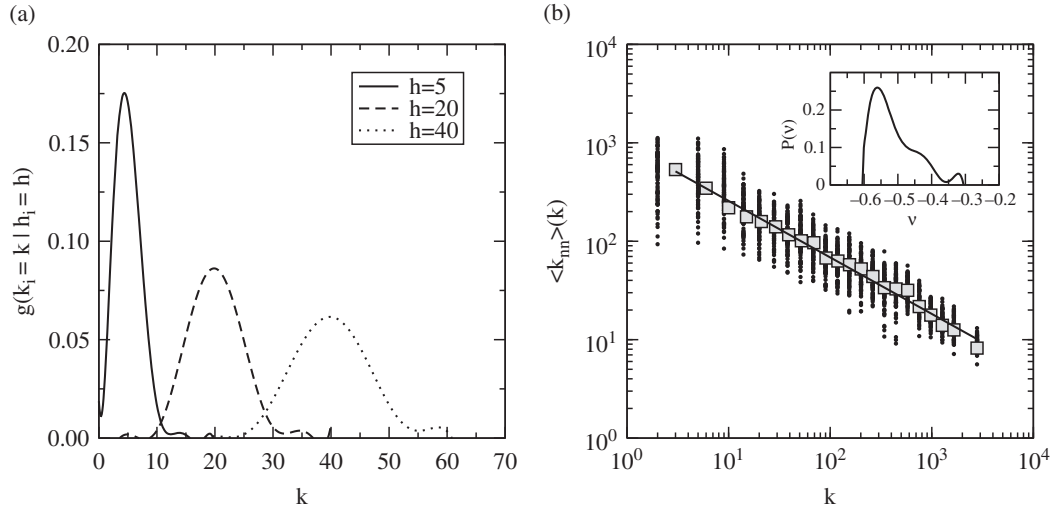 (a)
0.20
0.15
0.10
0.05
0.00
g(k_i = k | h_i = h)
h=5
h=20
h=40
0 10 20 30 40 50 60 70
k
(b)
10^4
10^3
10^2
10^1
10^0
<k_nn>(k)
10^0 10^1 10^2 10^3 10^4
k
0.2
0.1
0
P(ν)
−0.6 −0.5 −0.4 −0.3 −0.2
ν